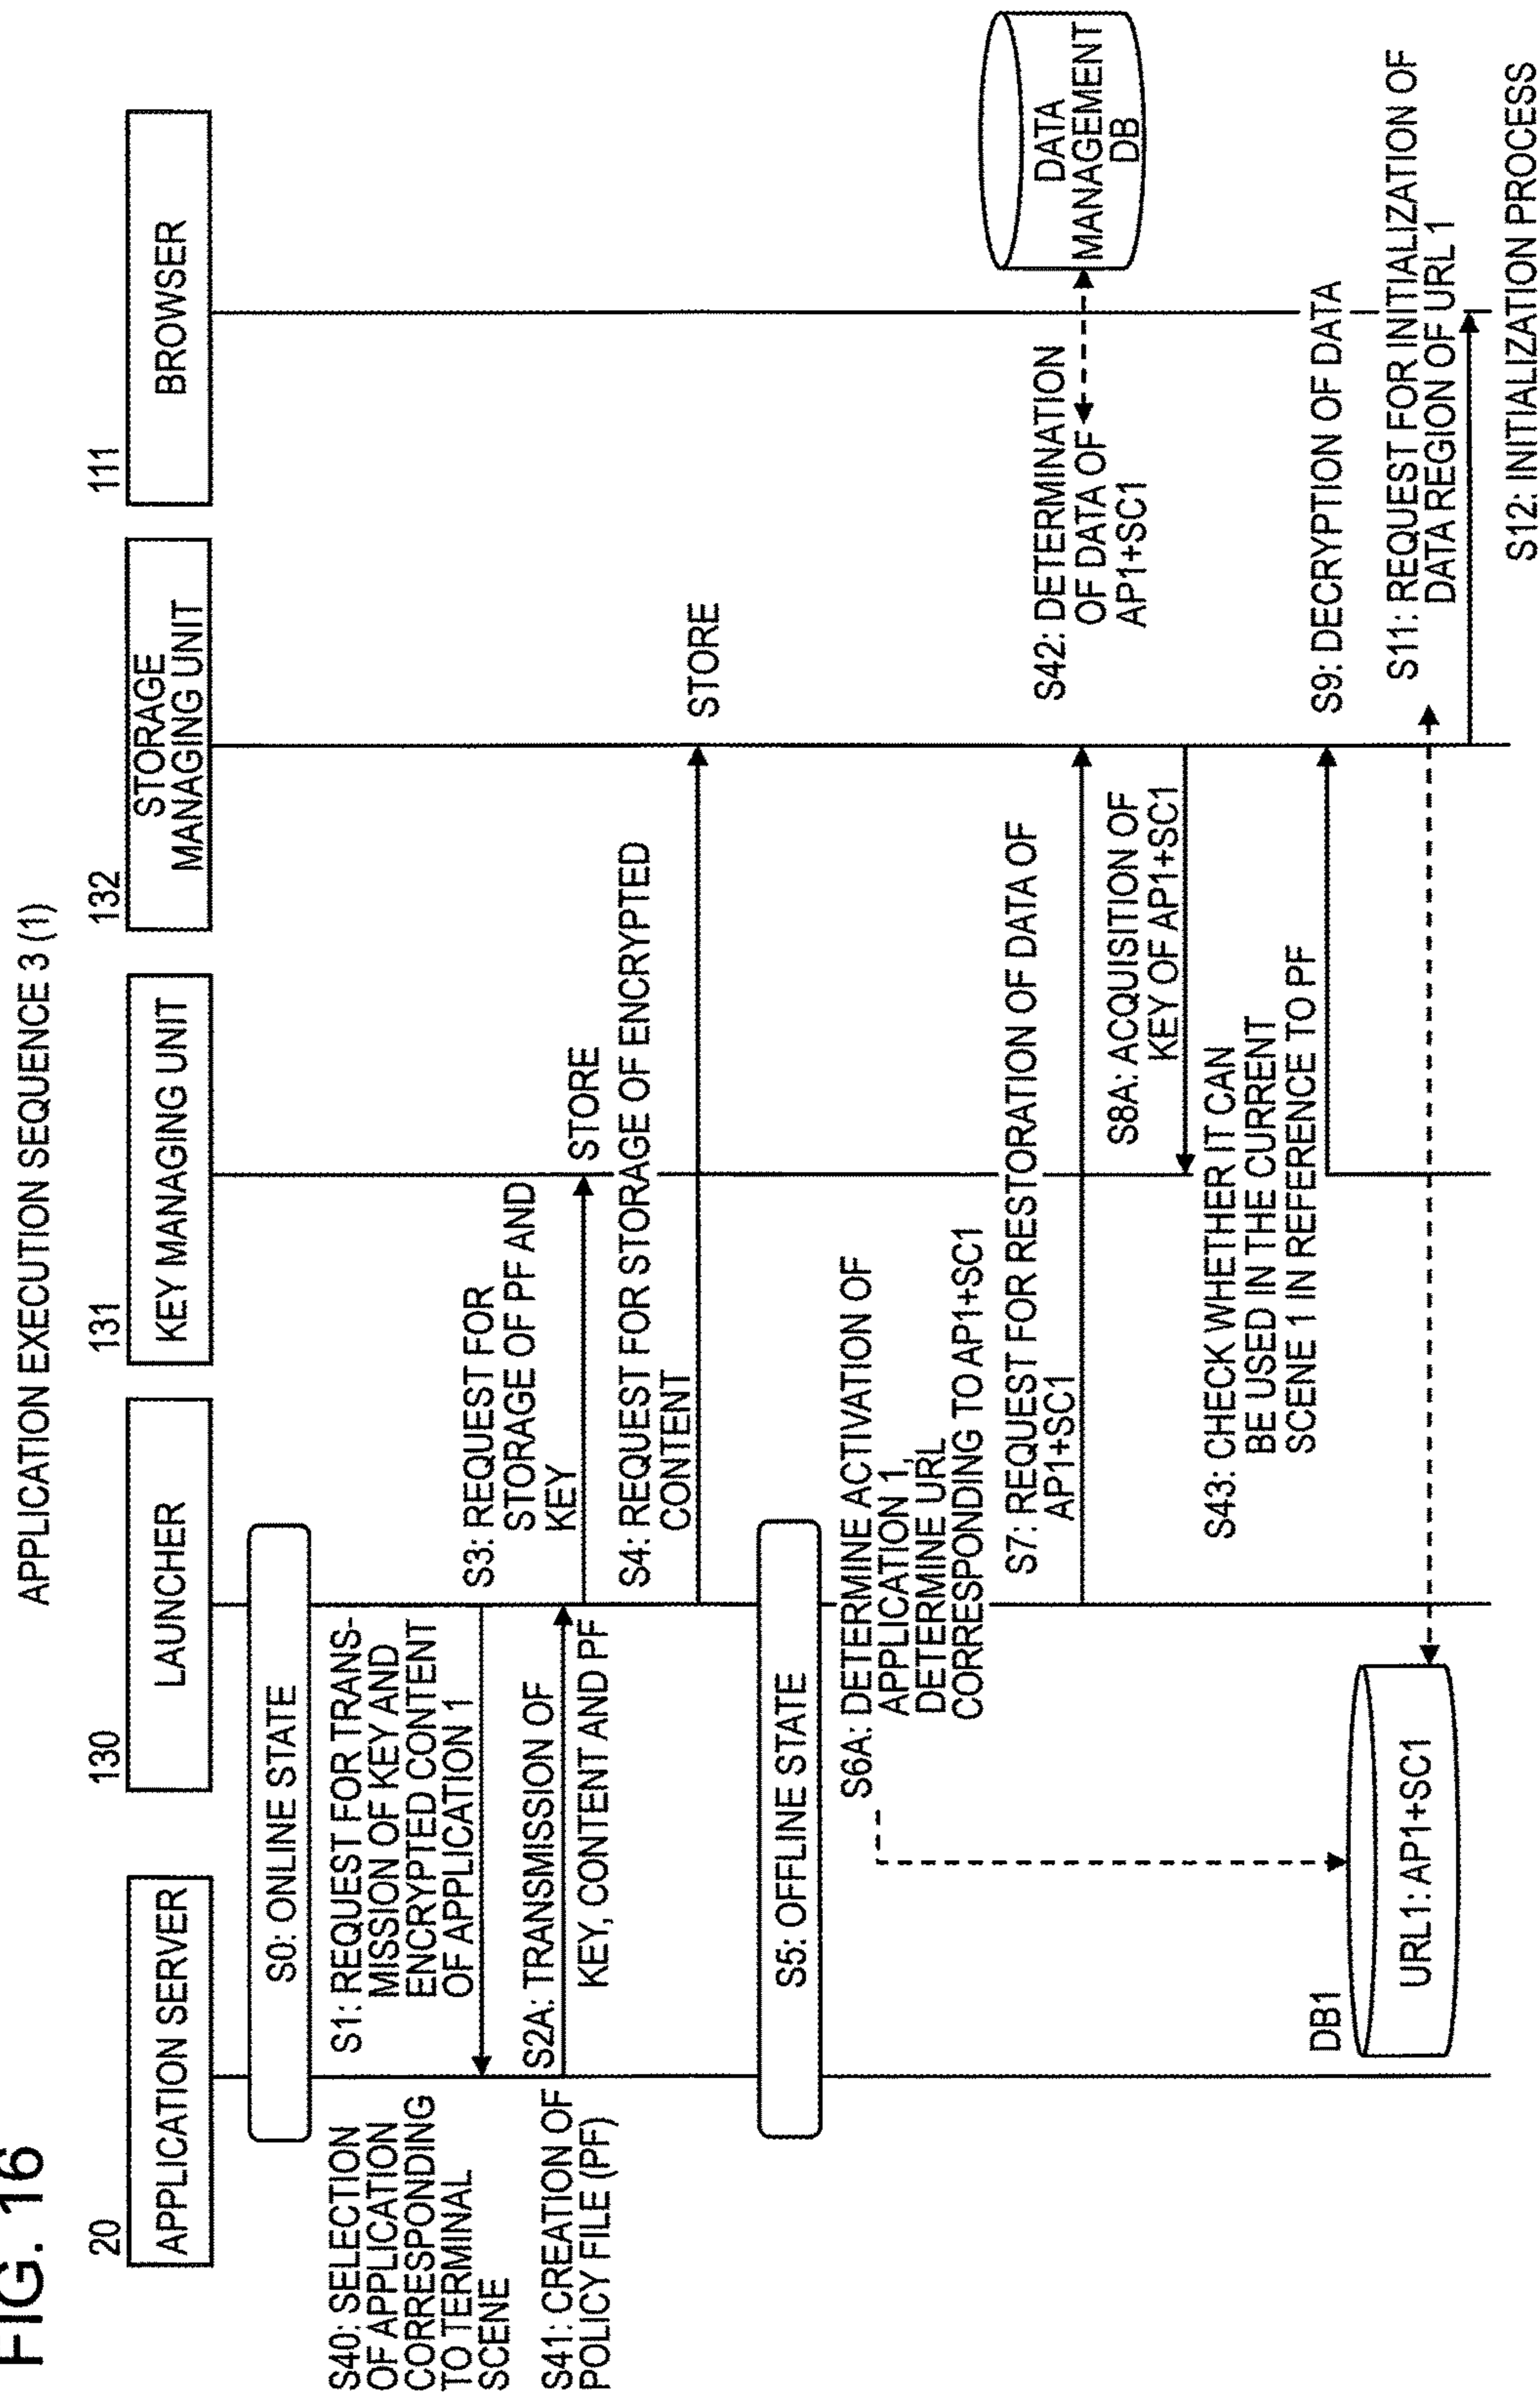 FIG. 16
APPLICATION EXECUTION SEQUENCE 3 (1)
20
APPLICATION SERVER
130
LAUNCHER
131
KEY MANAGING UNIT
132
STORAGE
MANAGING UNIT
111
BROWSER
S0: ONLINE STATE
S40: SELECTION
OF APPLICATION
CORRESPONDING
TO TERMINAL
SCENE
S1: REQUEST FOR TRANS-
MISSION OF KEY AND
ENCRYPTED CONTENT
OF APPLICATION 1
S41: CREATION OF
POLICY FILE (PF)
S2A: TRANSMISSION OF
KEY, CONTENT AND PF
S3: REQUEST FOR
STORAGE OF PF AND
KEY
STORE
S4: REQUEST FOR STORAGE OF ENCRYPTED
CONTENT
STORE
S5: OFFLINE STATE
S6A: DETERMINE ACTIVATION OF
APPLICATION 1,
DETERMINE URL
CORRESPONDING TO AP1+SC1
S7: REQUEST FOR RESTORATION OF DATA OF
AP1+SC1
S42: DETERMINATION
OF DATA OF
AP1+SC1
DATA
MANAGEMENT
DB
S8A: ACQUISITION OF
KEY OF AP1+SC1
S43: CHECK WHETHER IT CAN
BE USED IN THE CURRENT
SCENE 1 IN REFERENCE TO PF
S9: DECRYPTION OF DATA
DB1
URL1: AP1+SC1
S11: REQUEST FOR INITIALIZATION OF
DATA REGION OF URL 1
S12: INITIALIZATION PROCESS